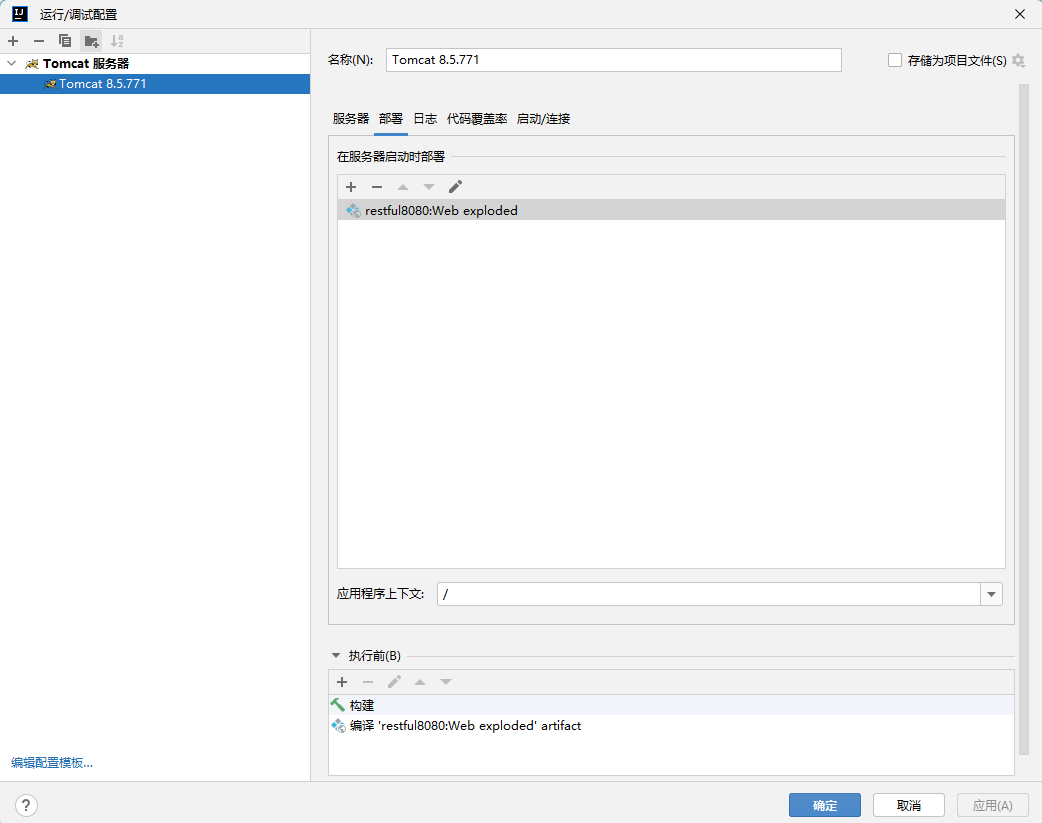 运行/调试配置
Tomcat 服务器
Tomcat 8.5.771
编辑配置模板...
名称(N): Tomcat 8.5.771 存储为项目文件(S)
服务器 部署 日志 代码覆盖率 启动/连接
在服务器启动时部署
restful8080:Web exploded
应用程序上下文: /
执行前(B)
构建
编译 'restful8080:Web exploded' artifact
? 确定 取消 应用(A)